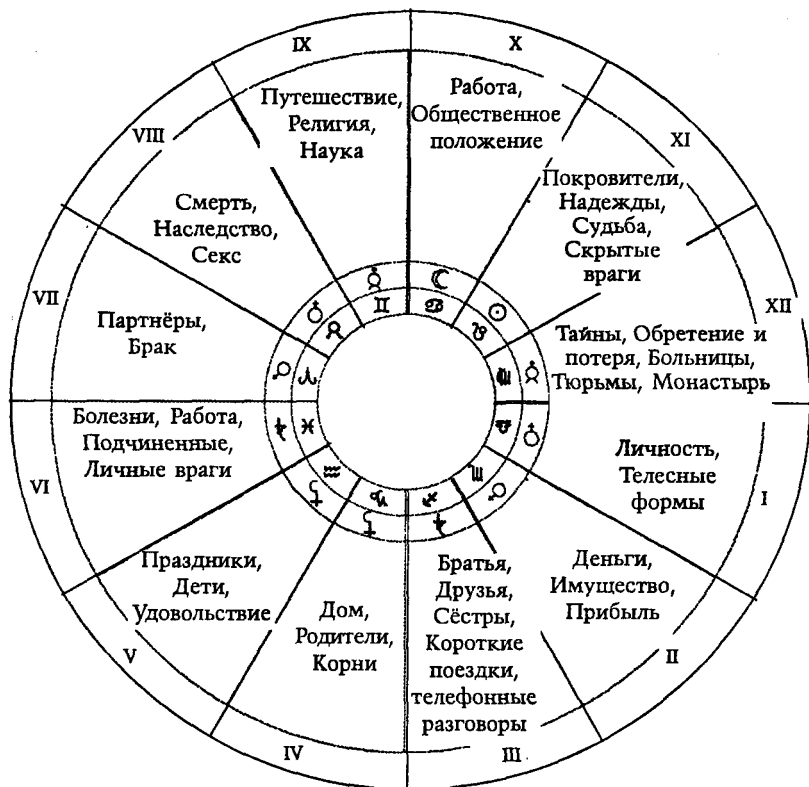 IX
Путешествие,
Религия,
Наука
X
Работа,
Общественное
положение
VIII
Смерть,
Наследство,
Секс
XI
Покровители,
Надежды,
Судьба,
Скрытые
враги
VII
Партнёры,
Брак
XII
Тайны, Обретение и
потеря, Больницы,
Тюрьмы, Монастырь
VI
Болезни, Работа,
Подчиненные,
Личные враги
I
Личность,
Телесные
формы
V
Праздники,
Дети,
Удовольствие
IV
Дом,
Родители,
Корни
III
Братья,
Друзья,
Сёстры,
Короткие
поездки,
телефонные
разговоры
II
Деньги,
Имущество,
Прибыль